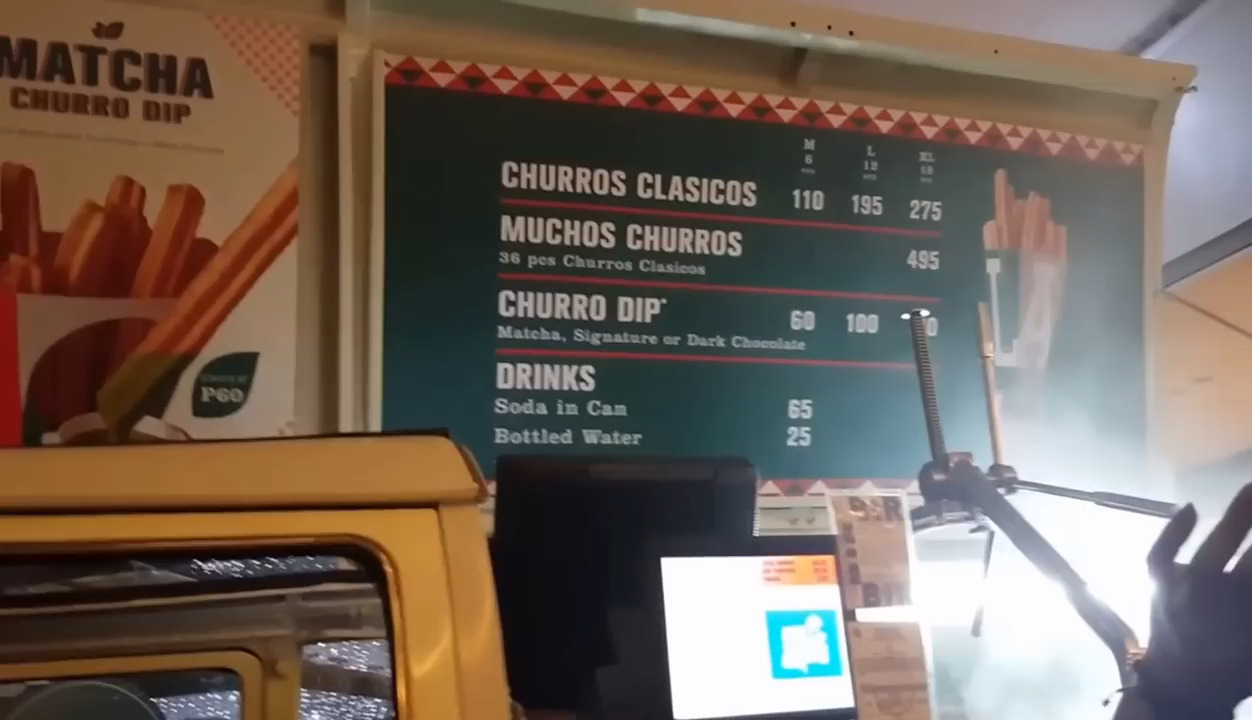 MATCHA
CHURRO DIP
P60
M L XL
6 12 18
CHURROS CLASICOS 110 195 275
MUCHOS CHURROS 495
36 pcs Churros Clasicos
CHURRO DIP* 60 100
Matcha, Signature or Dark Chocolate
DRINKS
Soda in Can 65
Bottled Water 25